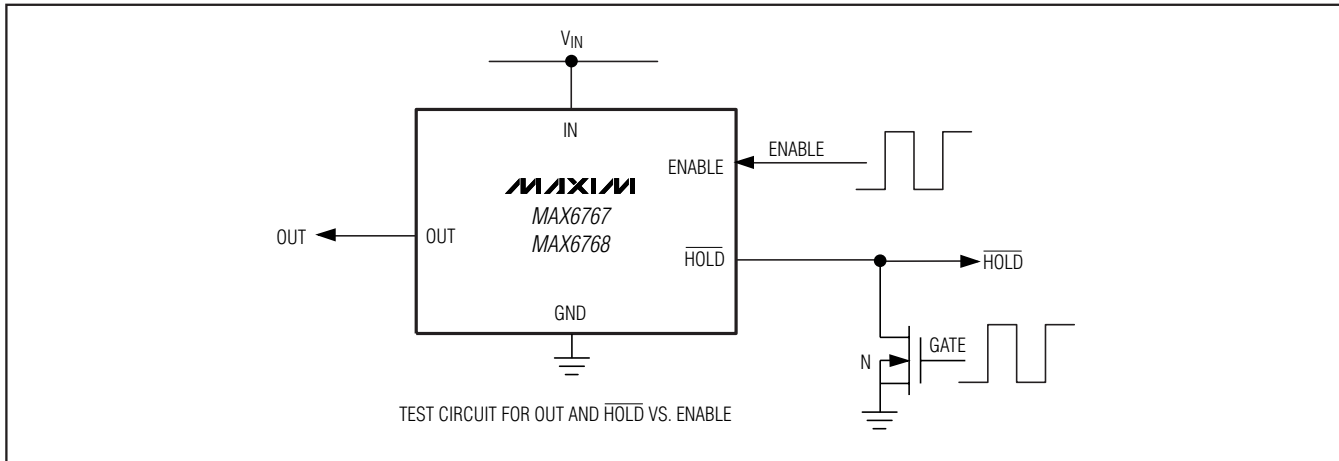 VIN
IN
ENABLE
ENABLE
MAXIM
MAX6767
MAX6768
OUT
OUT
HOLD
HOLD
GND
GATE
N
TEST CIRCUIT FOR OUT AND HOLD VS. ENABLE